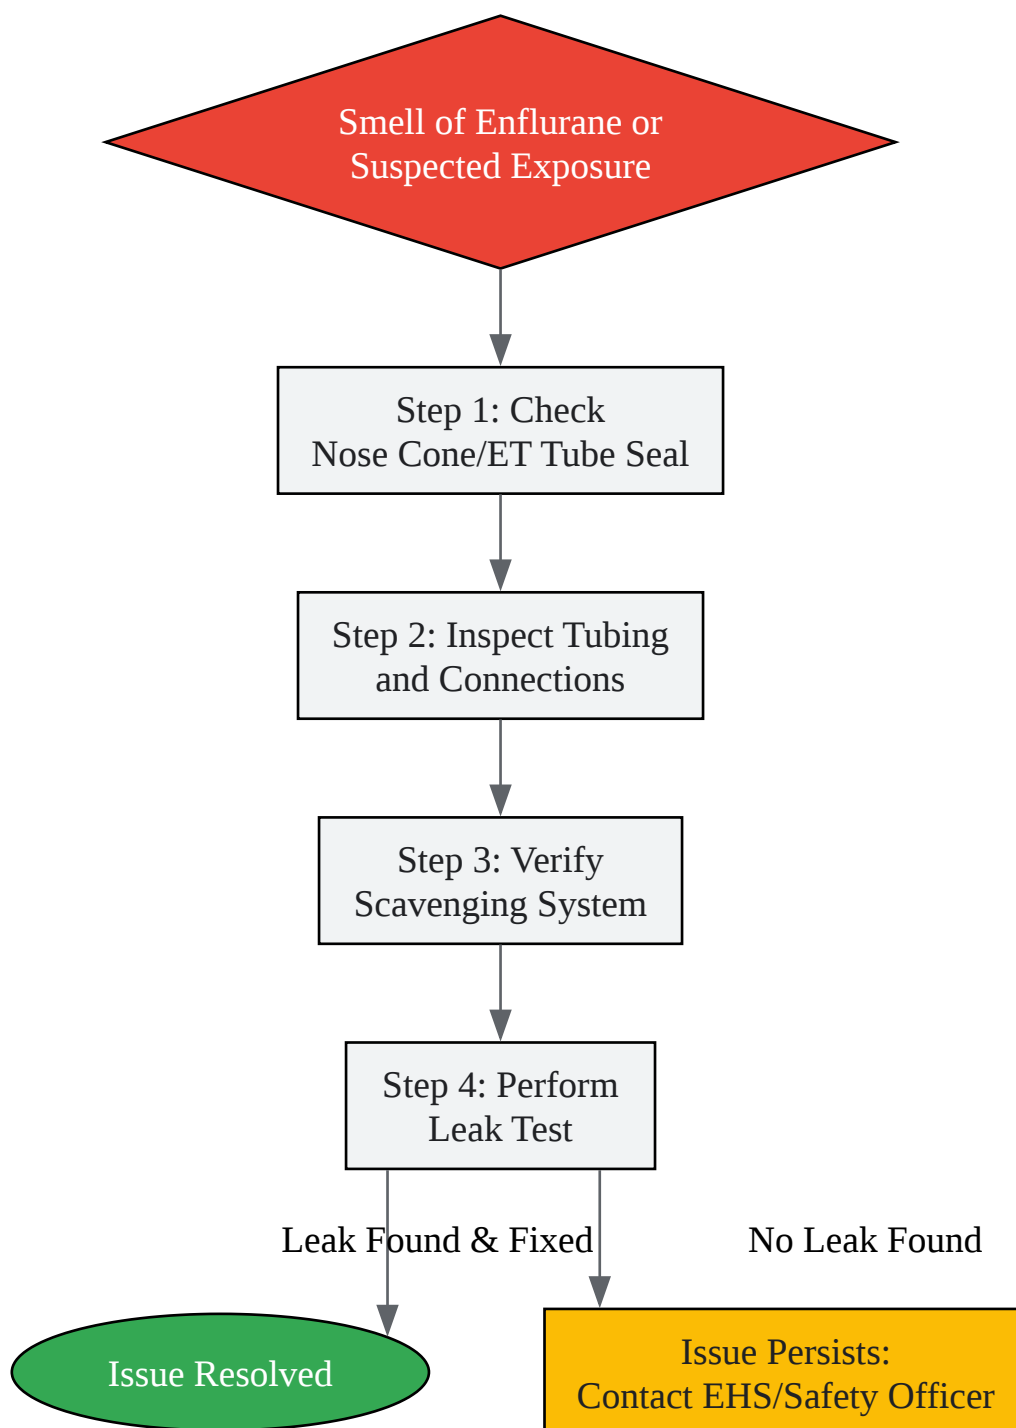 Smell of Enflurane or
Suspected Exposure
Step 1: Check
Nose Cone/ET Tube Seal
Step 2: Inspect Tubing
and Connections
Step 3: Verify
Scavenging System
Step 4: Perform
Leak Test
Leak Found & Fixed
No Leak Found
Issue Resolved
Issue Persists:
Contact EHS/Safety Officer